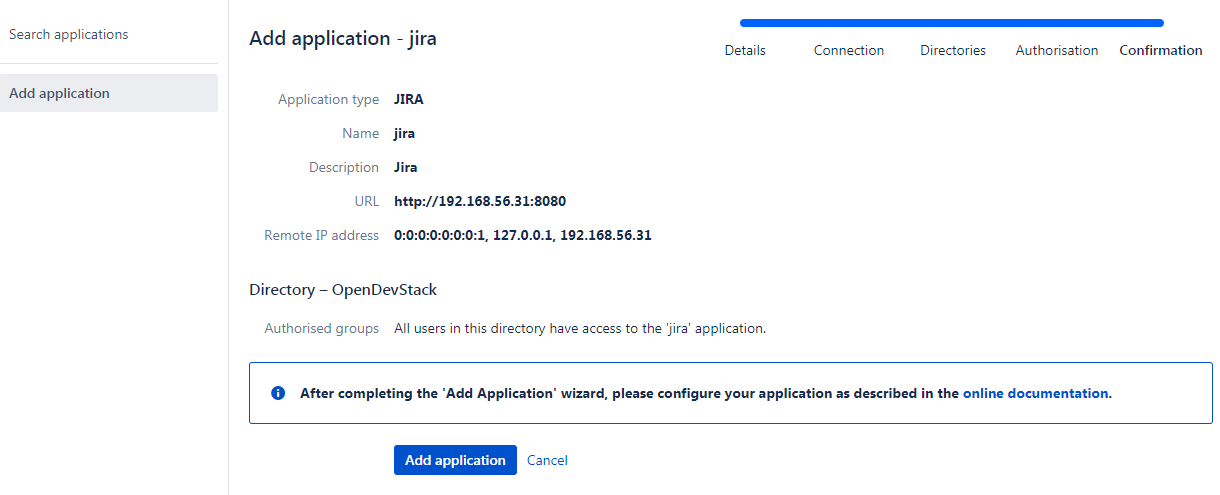 Search applications
Add application
Add application - jira
Details Connection Directories Authorisation Confirmation
Application type JIRA
Name jira
Description Jira
URL http://192.168.56.31:8080
Remote IP address 0:0:0:0:0:0:0:1, 127.0.0.1, 192.168.56.31
Directory – OpenDevStack
Authorised groups All users in this directory have access to the 'jira' application.
After completing the 'Add Application' wizard, please configure your application as described in the online documentation.
Add application Cancel